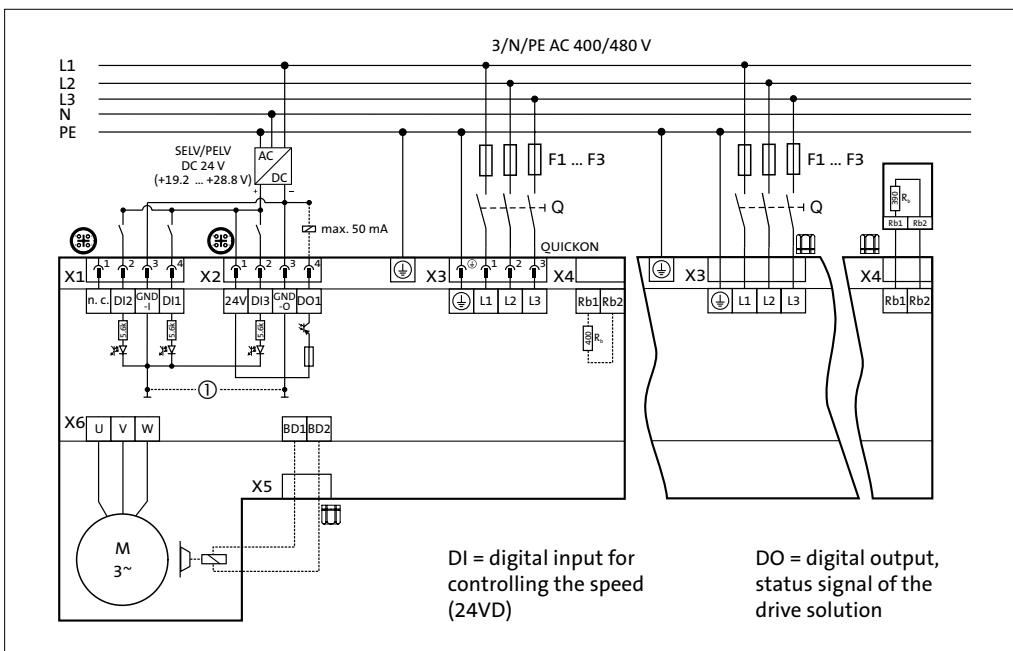 3/N/PE AC 400/480 V
L1
L2
L3
N
PE
SELV/PELV
DC 24 V
(+19.2 ... +28.8 V)
AC
DC
+
−
max. 50 mA
F1 ... F3
Q
QUICKON
F1 ... F3
Q
390
Rb
Rb1 Rb2
X1 1 2 3 4
X2 1 2 3 4
X3 1 2 3
X4
X3
X4
n. c. DI2 GND-I DI1
24V DI3 GND-O DO1
L1 L2 L3
Rb1 Rb2
L1 L2 L3
Rb1 Rb2
5.6k
5.6k
5.6k
400
Rb
①
X6 U V W
BD1 BD2
X5
M
3~
DI = digital input for
controlling the speed
(24VD)
DO = digital output,
status signal of the
drive solution